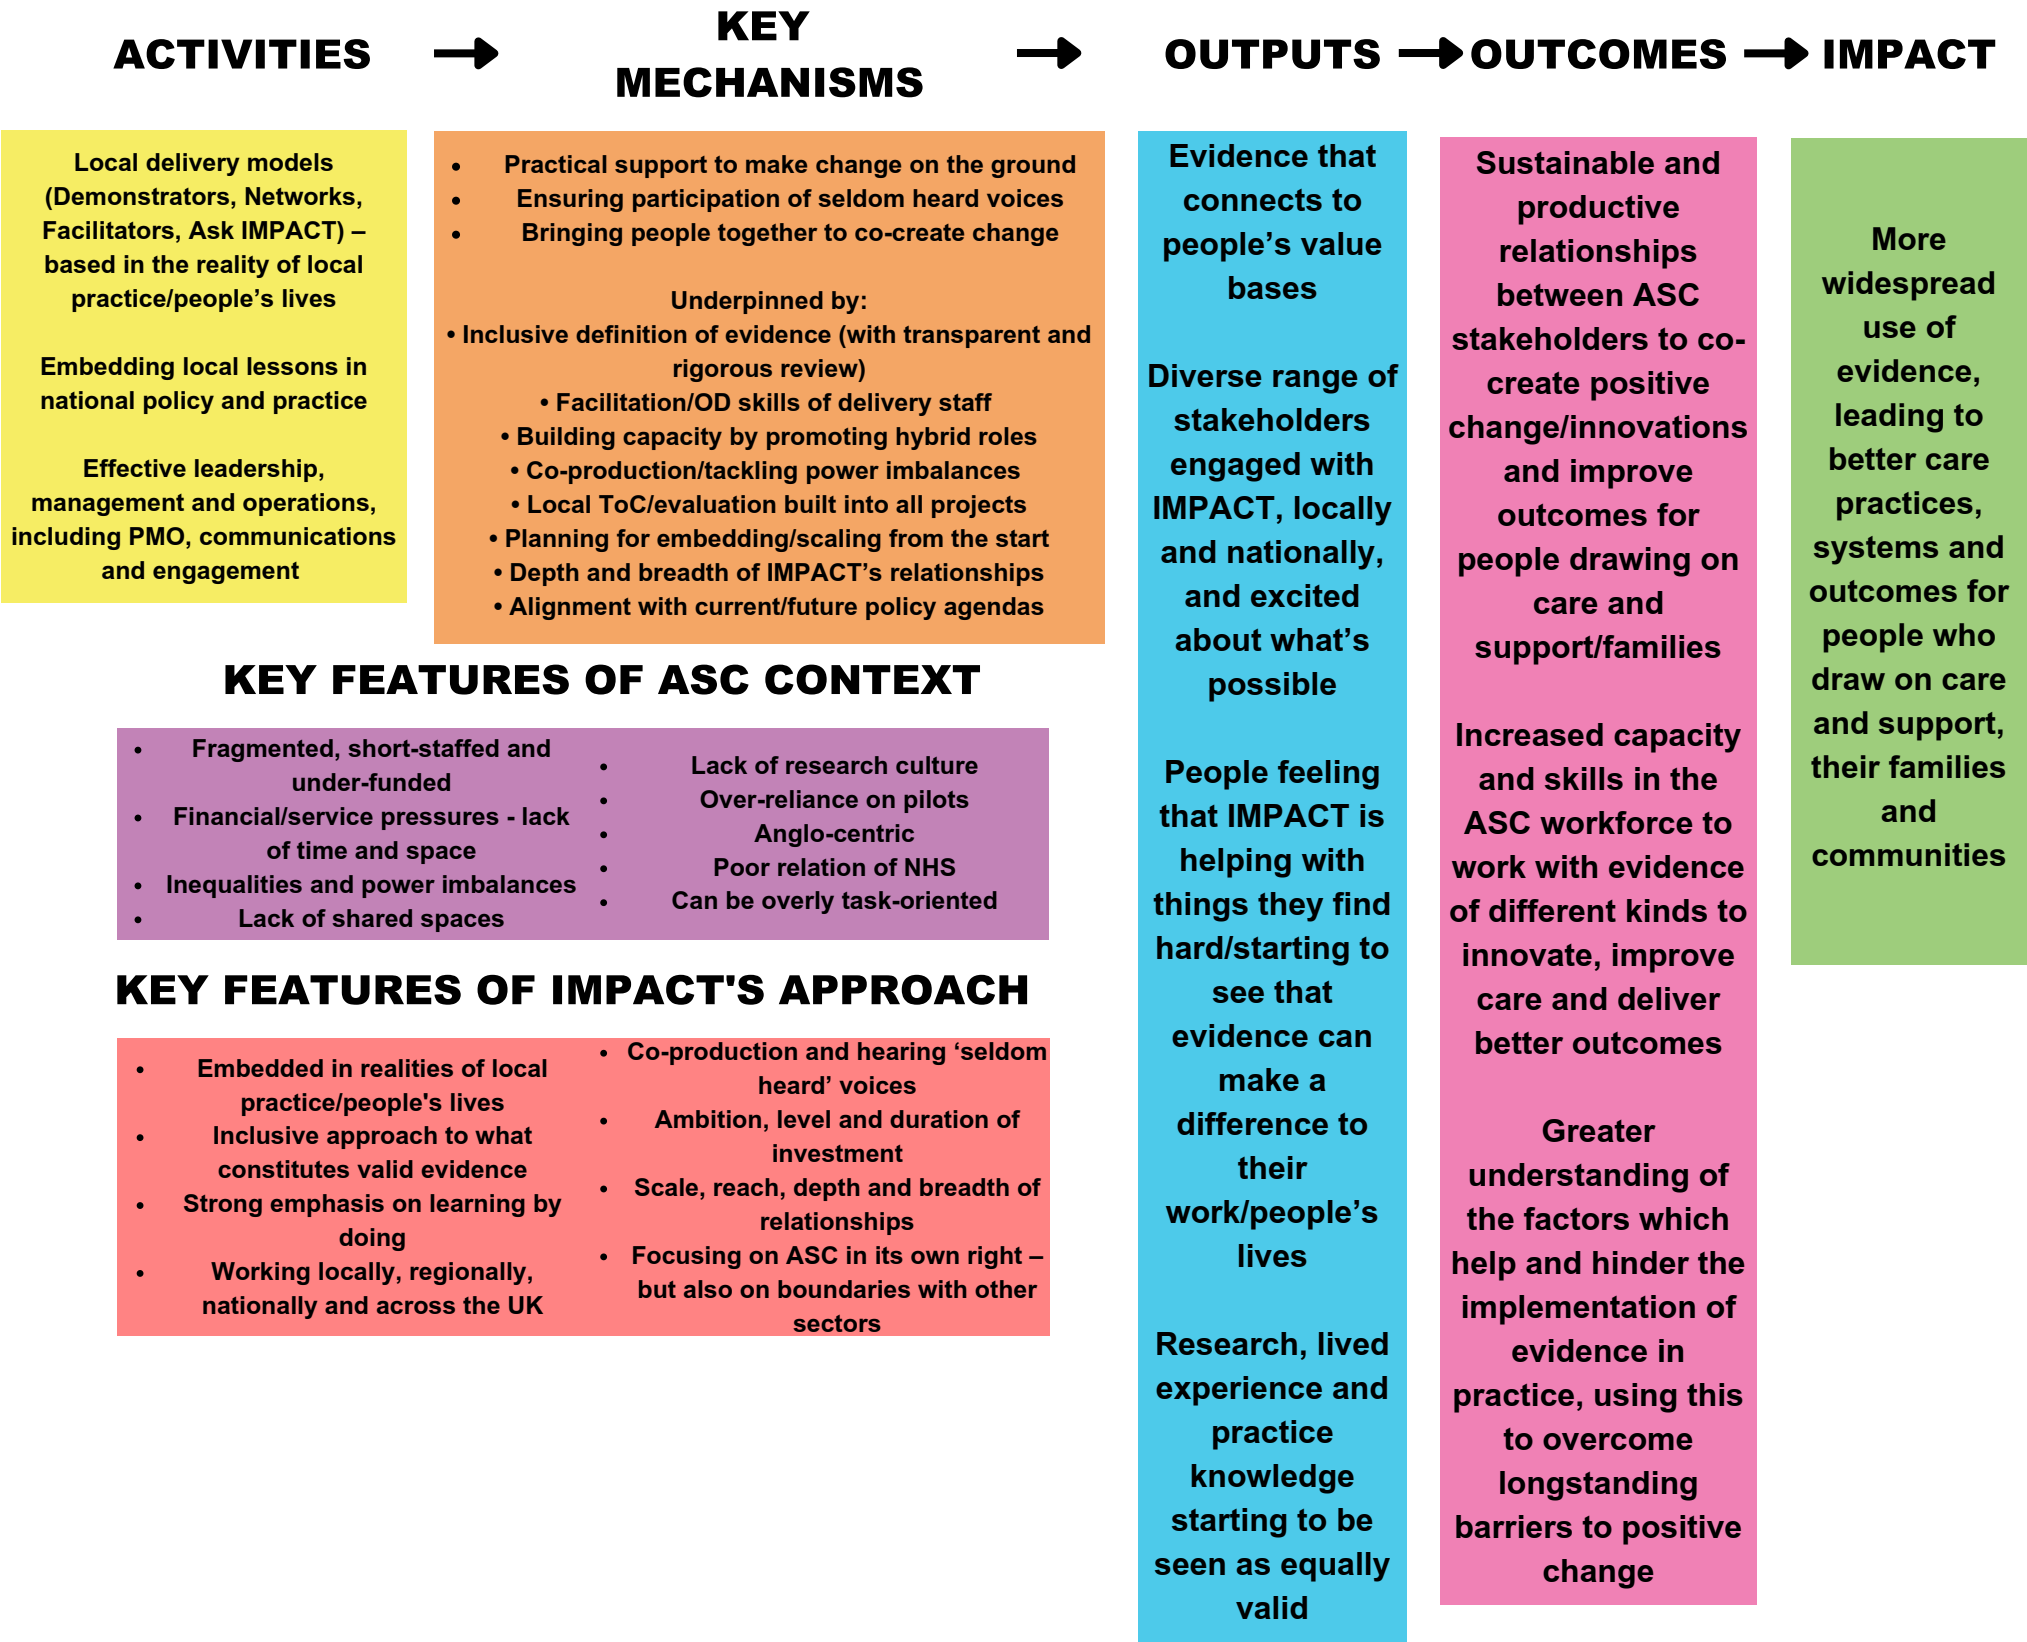 ACTIVITIES
KEY
MECHANISMS
OUTPUTS
OUTCOMES
IMPACT
Local delivery models
(Demonstrators, Networks,
Facilitators, Ask IMPACT) –
based in the reality of local
practice/people’s lives
Embedding local lessons in
national policy and practice
Effective leadership,
management and operations,
including PMO, communications
and engagement
• Practical support to make change on the ground
• Ensuring participation of seldom heard voices
• Bringing people together to co-create change
Underpinned by:
• Inclusive definition of evidence (with transparent and
rigorous review)
• Facilitation/OD skills of delivery staff
• Building capacity by promoting hybrid roles
• Co-production/tackling power imbalances
• Local ToC/evaluation built into all projects
• Planning for embedding/scaling from the start
• Depth and breadth of IMPACT’s relationships
• Alignment with current/future policy agendas
Evidence that
connects to
people’s value
bases
Diverse range of
stakeholders
engaged with
IMPACT, locally
and nationally,
and excited
about what’s
possible
People feeling
that IMPACT is
helping with
things they find
hard/starting to
see that
evidence can
make a
difference to
their
work/people’s
lives
Research, lived
experience and
practice
knowledge
starting to be
seen as equally
valid
Sustainable and
productive
relationships
between ASC
stakeholders to co-
create positive
change/innovations
and improve
outcomes for
people drawing on
care and
support/families
Increased capacity
and skills in the
ASC workforce to
work with evidence
of different kinds to
innovate, improve
care and deliver
better outcomes
Greater
understanding of
the factors which
help and hinder the
implementation of
evidence in
practice, using this
to overcome
longstanding
barriers to positive
change
More
widespread
use of
evidence,
leading to
better care
practices,
systems and
outcomes for
people who
draw on care
and support,
their families
and
communities
KEY FEATURES OF ASC CONTEXT
• Fragmented, short-staffed and
under-funded
• Financial/service pressures - lack
of time and space
• Inequalities and power imbalances
• Lack of shared spaces
• Lack of research culture
• Over-reliance on pilots
• Anglo-centric
• Poor relation of NHS
• Can be overly task-oriented
KEY FEATURES OF IMPACT'S APPROACH
• Embedded in realities of local
practice/people's lives
• Inclusive approach to what
constitutes valid evidence
• Strong emphasis on learning by
doing
• Working locally, regionally,
nationally and across the UK
• Co-production and hearing ‘seldom
heard’ voices
• Ambition, level and duration of
investment
• Scale, reach, depth and breadth of
relationships
• Focusing on ASC in its own right –
but also on boundaries with other
sectors